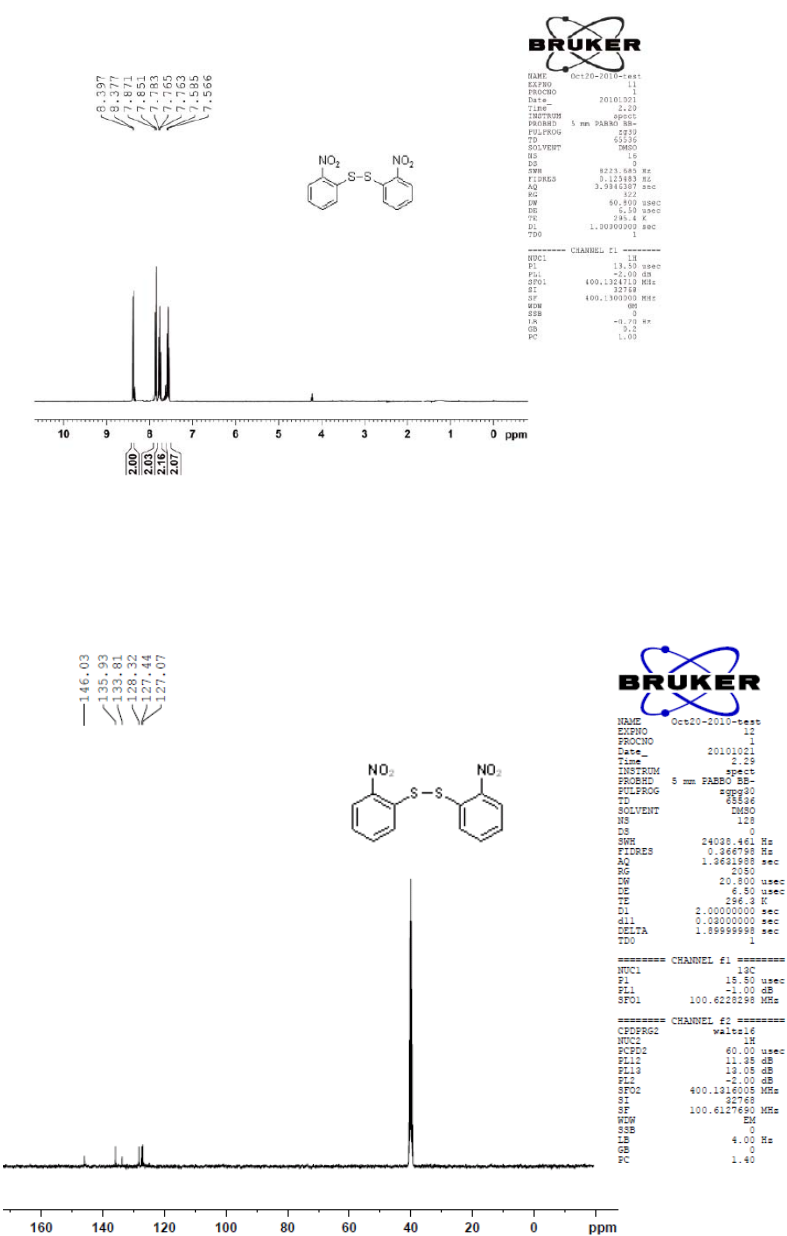 BRUKER
8.397
8.377
7.871
7.851
7.783
7.765
7.763
7.585
7.566
NAME Oct20-2010-test
EXPNO 11
PROCNO 1
Date_ 20101021
Time 2.20
INSTRUM spect
PROBHD 5 mm PABBO BB-
PULPROG zg30
TD 65536
SOLVENT DMSO
NS 16
DS 0
SWH 8223.685 Hz
FIDRES 0.125483 Hz
AQ 3.9846387 sec
RG 322
DW 60.800 usec
DE 6.50 usec
TE 295.4 K
D1 1.00000000 sec
TD0 1
======== CHANNEL f1 ========
NUC1 1H
P1 13.50 usec
PL1 -2.00 dB
SFO1 400.1324710 MHz
SI 32768
SF 400.1300000 MHz
WDW GM
SSB 0
LB -0.70 Hz
GB 0.2
PC 1.00
NO2 NO2
S-S
10 9 8 7 6 5 4 3 2 1 0 ppm
2.00
2.03
2.16
2.07
BRUKER
146.03
135.93
133.81
128.32
127.44
127.07
NAME Oct20-2010-test
EXPNO 12
PROCNO 1
Date_ 20101021
Time 2.29
INSTRUM spect
PROBHD 5 mm PABBO BB-
PULPROG zgpg30
TD 65536
SOLVENT DMSO
NS 128
DS 0
SWH 24038.461 Hz
FIDRES 0.366798 Hz
AQ 1.3631988 sec
RG 2050
DW 20.800 usec
DE 6.50 usec
TE 296.3 K
D1 2.00000000 sec
d11 0.03000000 sec
DELTA 1.89999998 sec
TD0 1
======== CHANNEL f1 ========
NUC1 13C
P1 15.50 usec
PL1 -1.00 dB
SFO1 100.6228298 MHz
======== CHANNEL f2 ========
CPDPRG2 waltz16
NUC2 1H
PCPD2 60.00 usec
PL12 11.35 dB
PL13 13.05 dB
PL2 -2.00 dB
SFO2 400.1316005 MHz
SI 32768
SF 100.6127690 MHz
WDW EM
SSB 0
LB 4.00 Hz
GB 0
PC 1.40
NO2 NO2
S-S
160 140 120 100 80 60 40 20 0 ppm